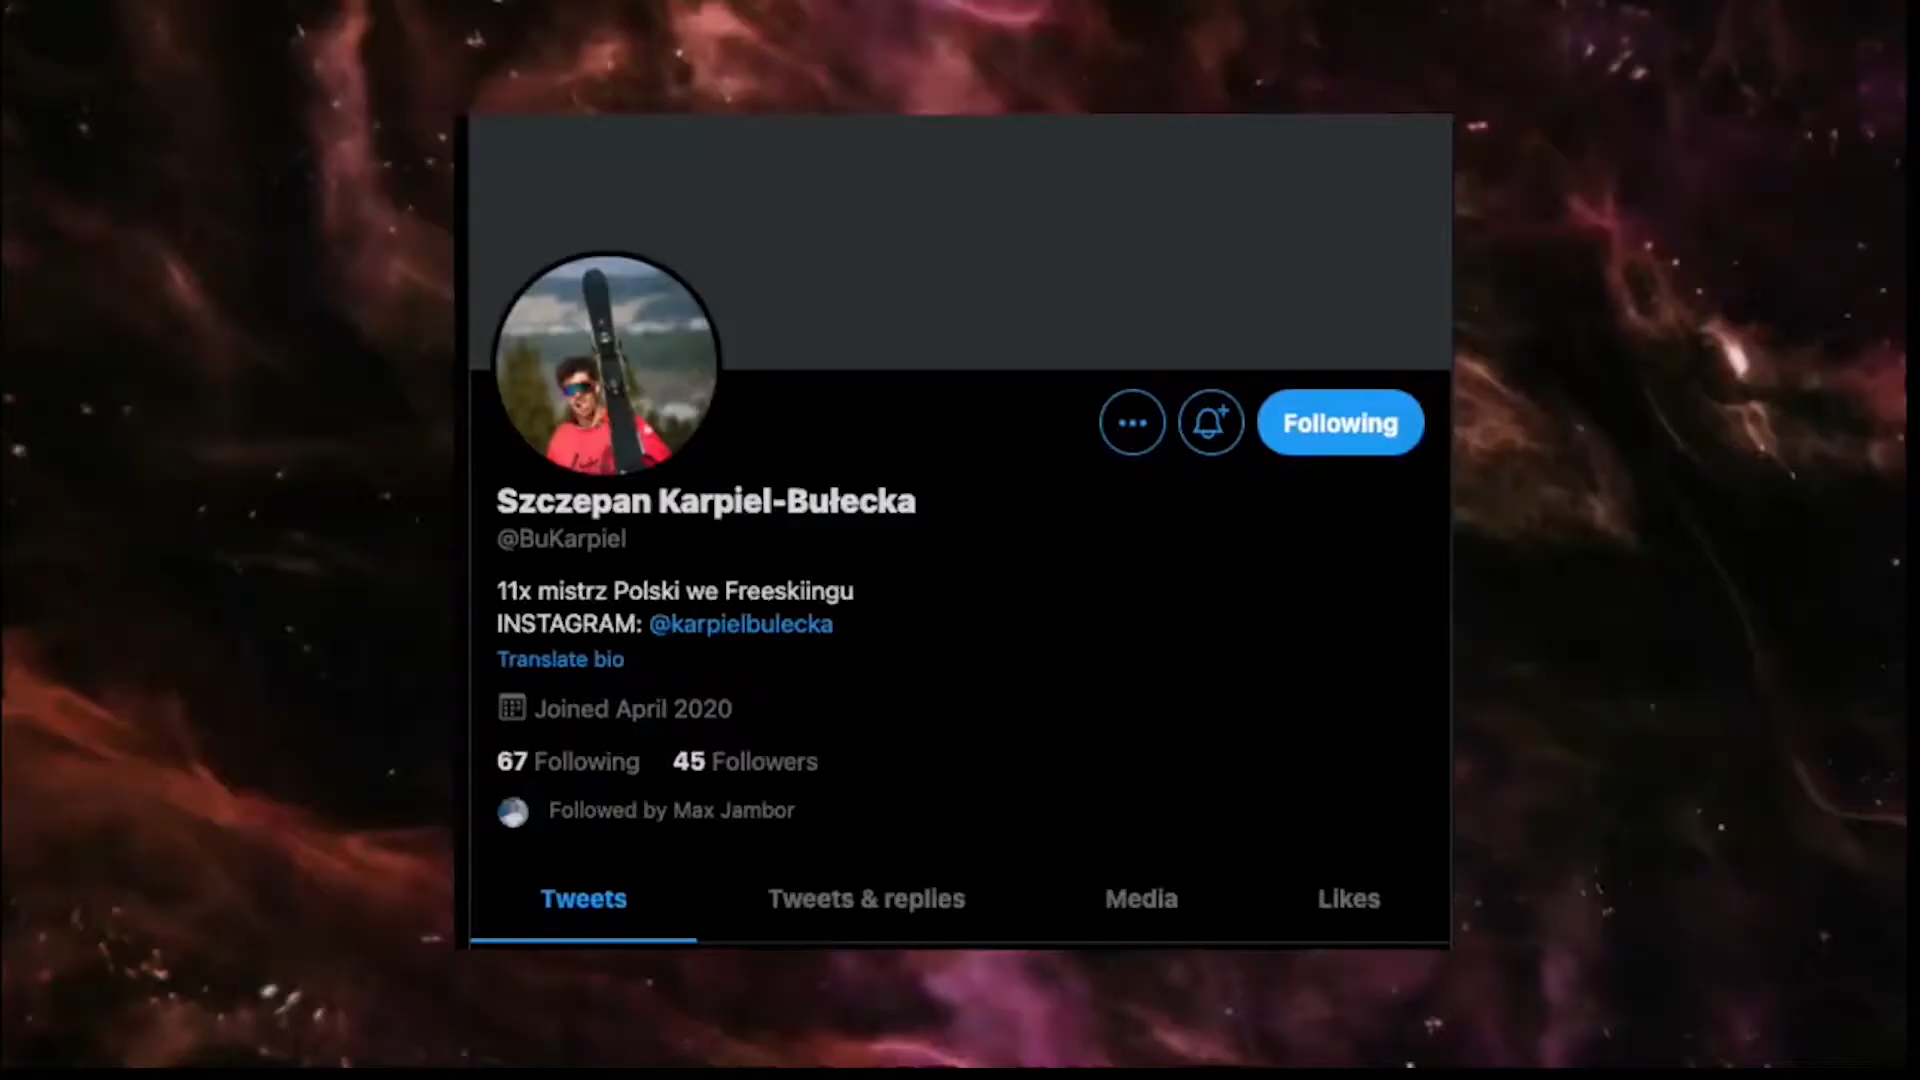 Following
Szczepan Karpiel-Bułecka
@BuKarpiel
11x mistrz Polski we Freeskiingu
INSTAGRAM: @karpielbulecka
Translate bio
Joined April 2020
67 Following 45 Followers
Followed by Max Jambor
Tweets Tweets & replies Media Likes